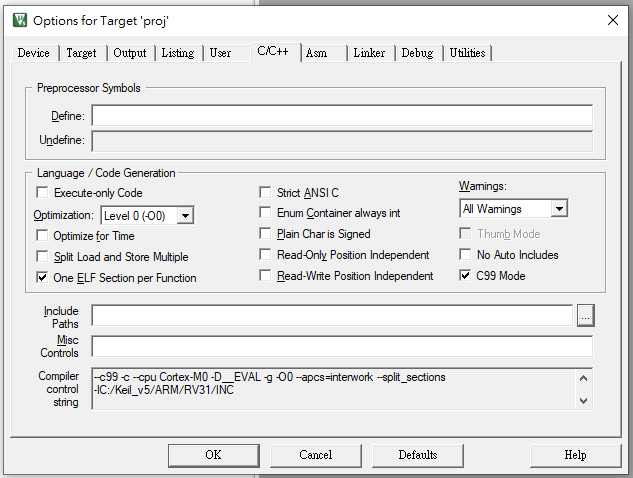 Options for Target 'proj'
Device Target Output Listing User C/C++ Asm Linker Debug Utilities
Preprocessor Symbols
Define:
Undefine:
Language / Code Generation
Execute-only Code
Optimization: Level 0 (-O0)
Optimize for Time
Split Load and Store Multiple
One ELF Section per Function
Strict ANSI C
Enum Container always int
Plain Char is Signed
Read-Only Position Independent
Read-Write Position Independent
Warnings:
All Warnings
Thumb Mode
No Auto Includes
C99 Mode
Include
Paths
...
Misc
Controls
Compiler
control
string
--c99 -c --cpu Cortex-M0 -D__EVAL -g -O0 --apcs=interwork --split_sections
-IC:/Keil_v5/ARM/RV31/INC
OK Cancel Defaults Help